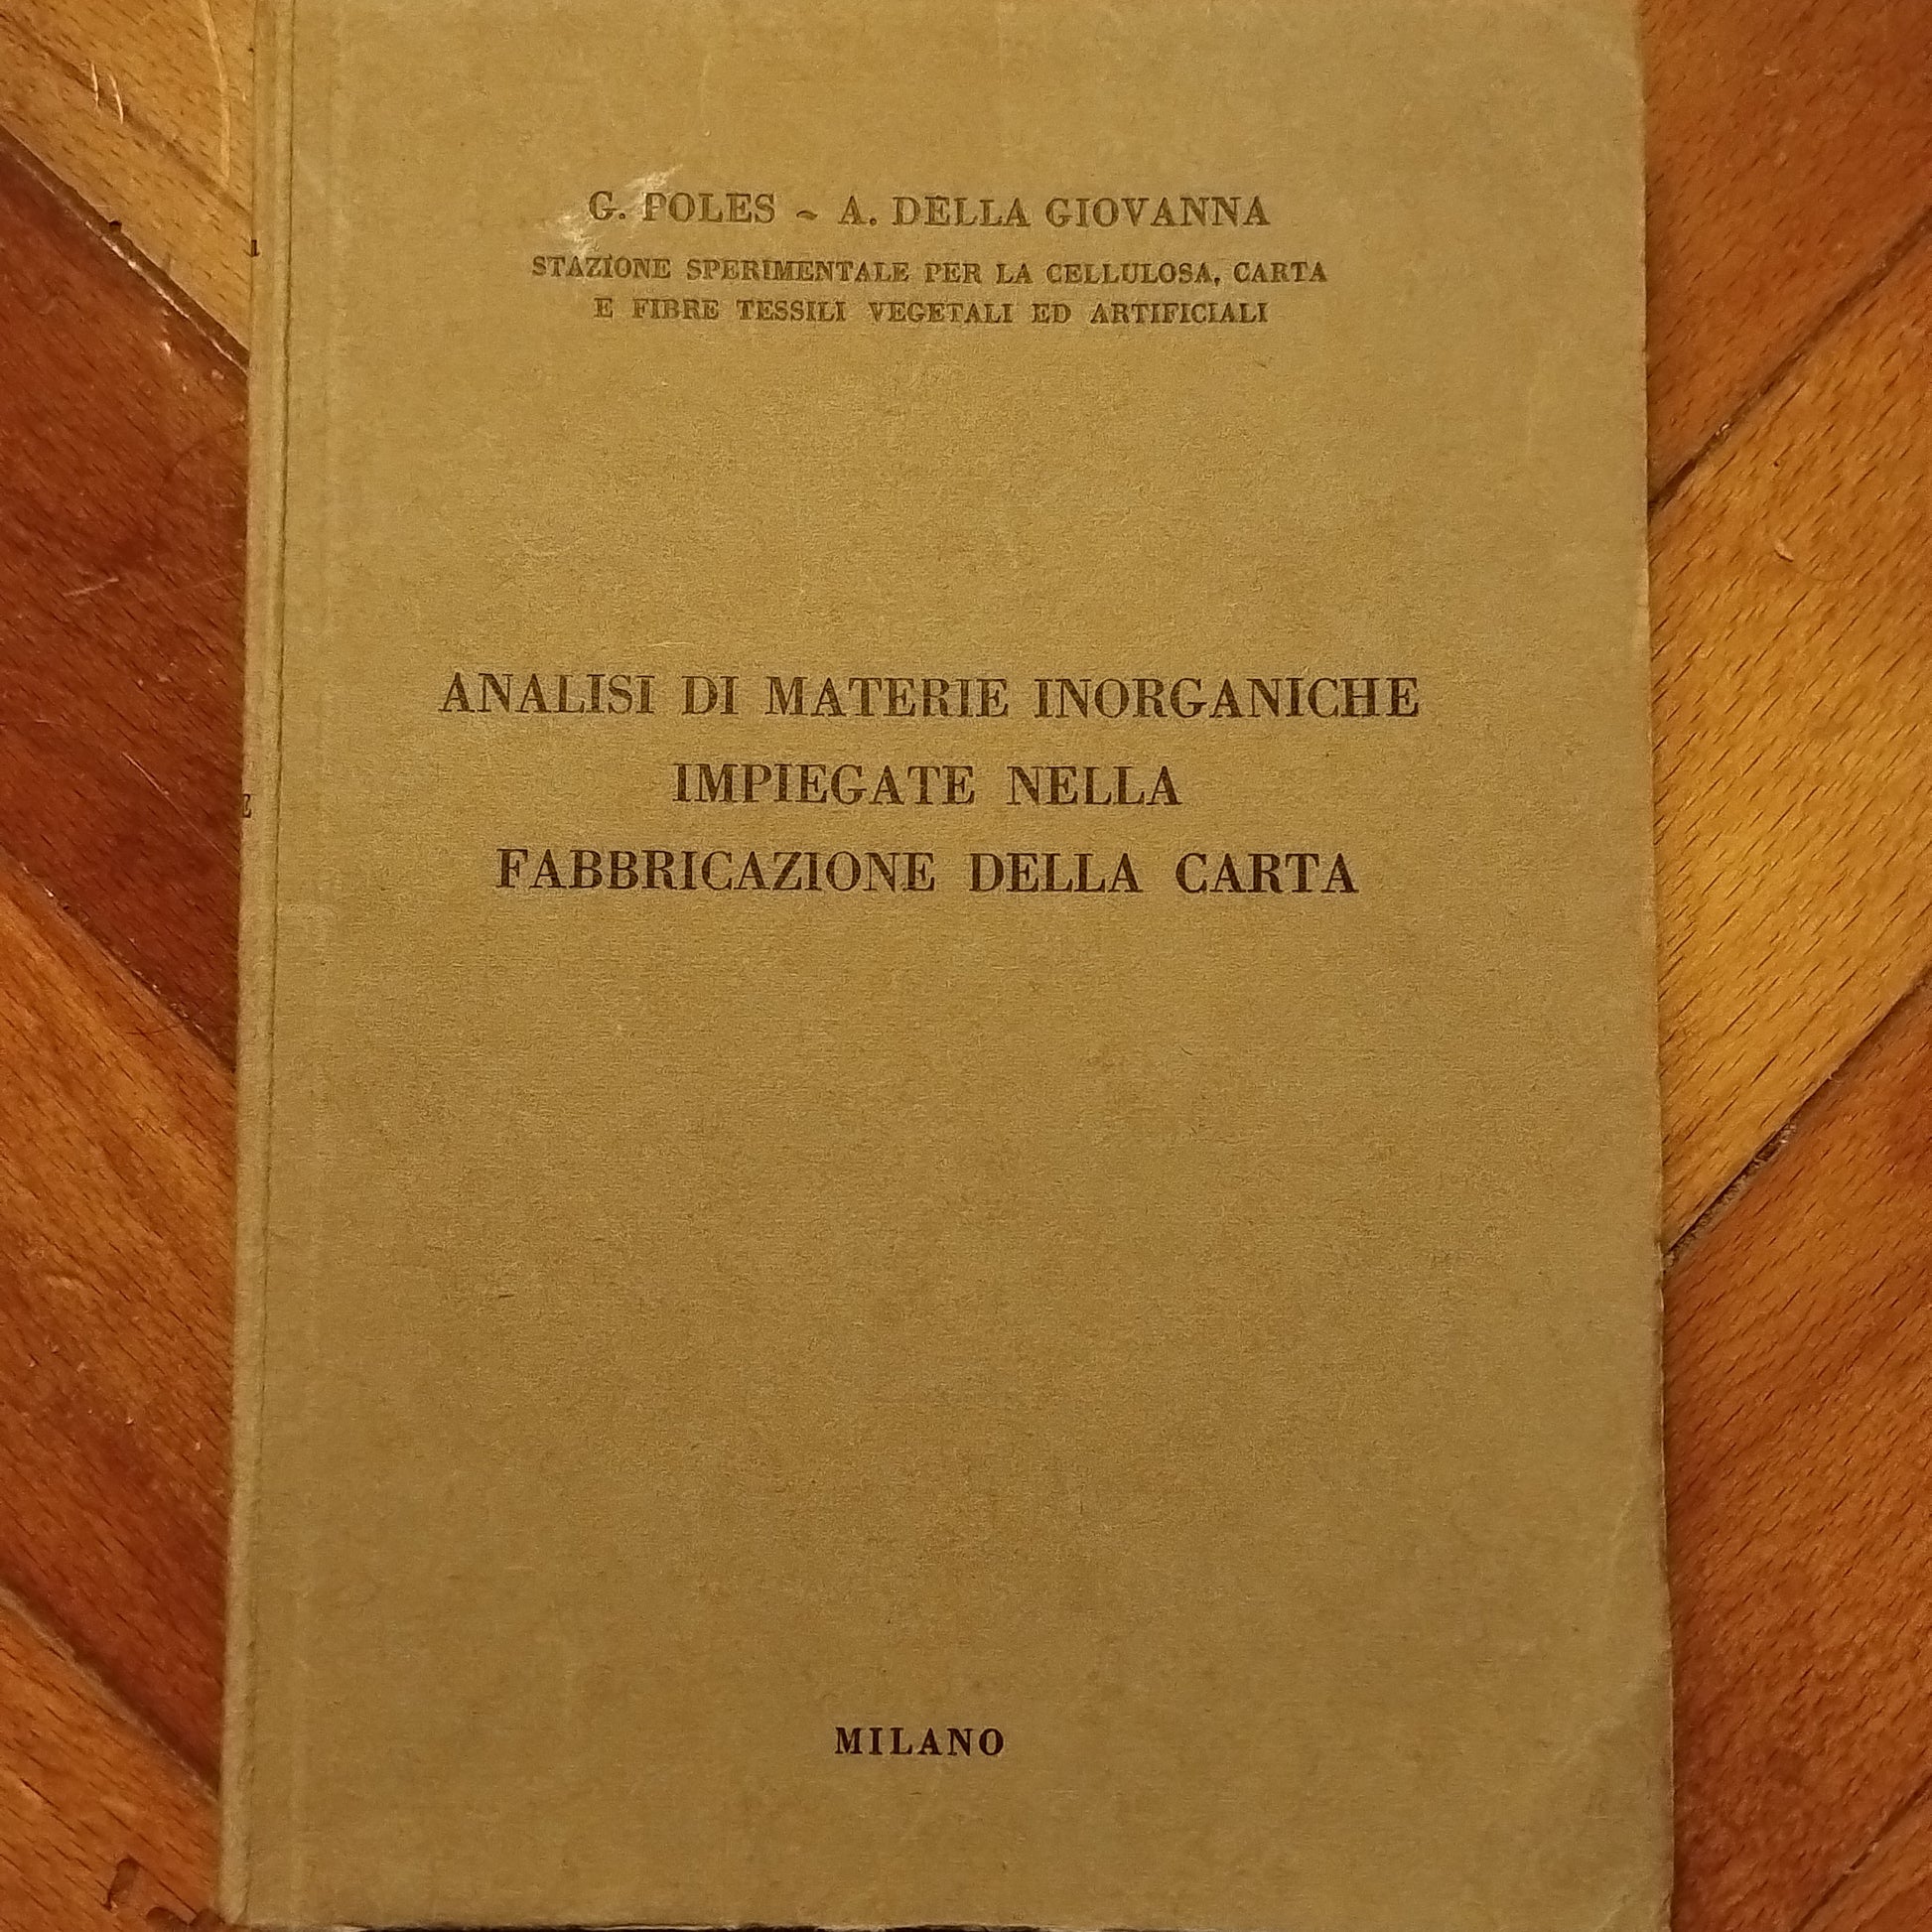 G. POLES - A. DELLA GIOVANNA
STAZIONE SPERIMENTALE PER LA CELLULOSA, CARTA
E FIBRE TESSILI VEGETALI ED ARTIFICIALI
ANALISI DI MATERIE INORGANICHE
IMPIEGATE NELLA
FABBRICAZIONE DELLA CARTA
MILANO